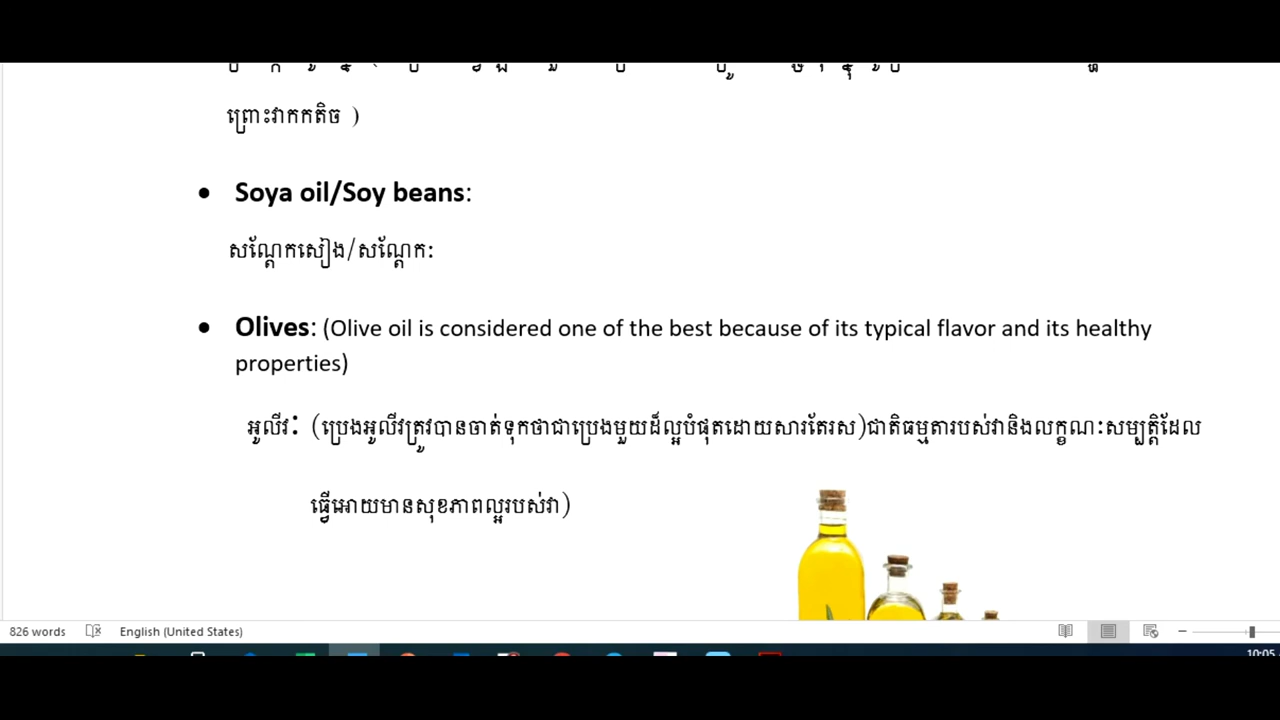 ព្រោះវាកកតិច )
• Soya oil/Soy beans:
សណ្ដែកសៀង/សណ្ដែក:
• Olives: (Olive oil is considered one of the best because of its typical flavor and its healthy
properties)
អូលីវ: (ប្រេងអូលីវត្រូវបានចាត់ទុកថាជាប្រេងមួយដ៏ល្អបំផុតដោយសារតែរស)ជាតិធម្មតារបស់វានិងលក្ខណៈសម្បត្តិដែល
ធ្វើអោយមានសុខភាពល្អរបស់វា)
826 words English (United States)
10:05